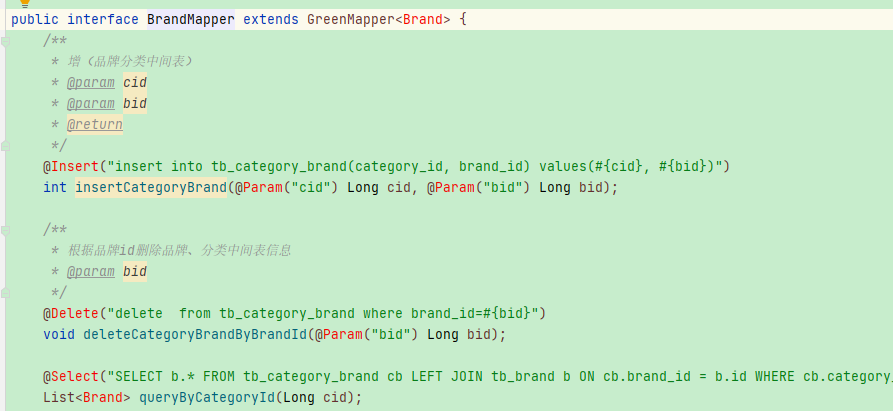 public interface BrandMapper extends GreenMapper<Brand> {
/**
* 增（品牌分类中间表）
* @param cid
* @param bid
* @return
*/
@Insert("insert into tb_category_brand(category_id, brand_id) values(#{cid}, #{bid})")
int insertCategoryBrand(@Param("cid") Long cid, @Param("bid") Long bid);
/**
* 根据品牌id删除品牌、分类中间表信息
* @param bid
*/
@Delete("delete  from tb_category_brand where brand_id=#{bid}")
void deleteCategoryBrandByBrandId(@Param("bid") Long bid);
@Select("SELECT b.* FROM tb_category_brand cb LEFT JOIN tb_brand b ON cb.brand_id = b.id WHERE cb.category_
List<Brand> queryByCategoryId(Long cid);